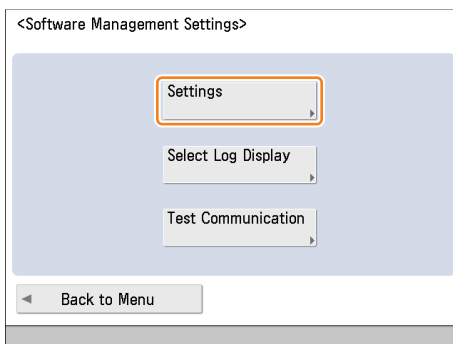 <Software Management Settings>
Settings
Select Log Display
Test Communication
Back to Menu